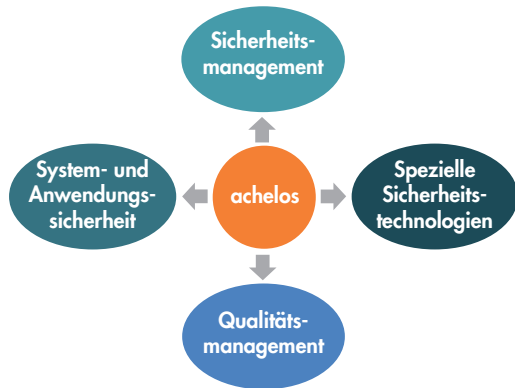 Sicherheits-
management
System- und
Anwendungs-
sicherheit
achelos
Spezielle
Sicherheits-
technologien
Qualitäts-
management